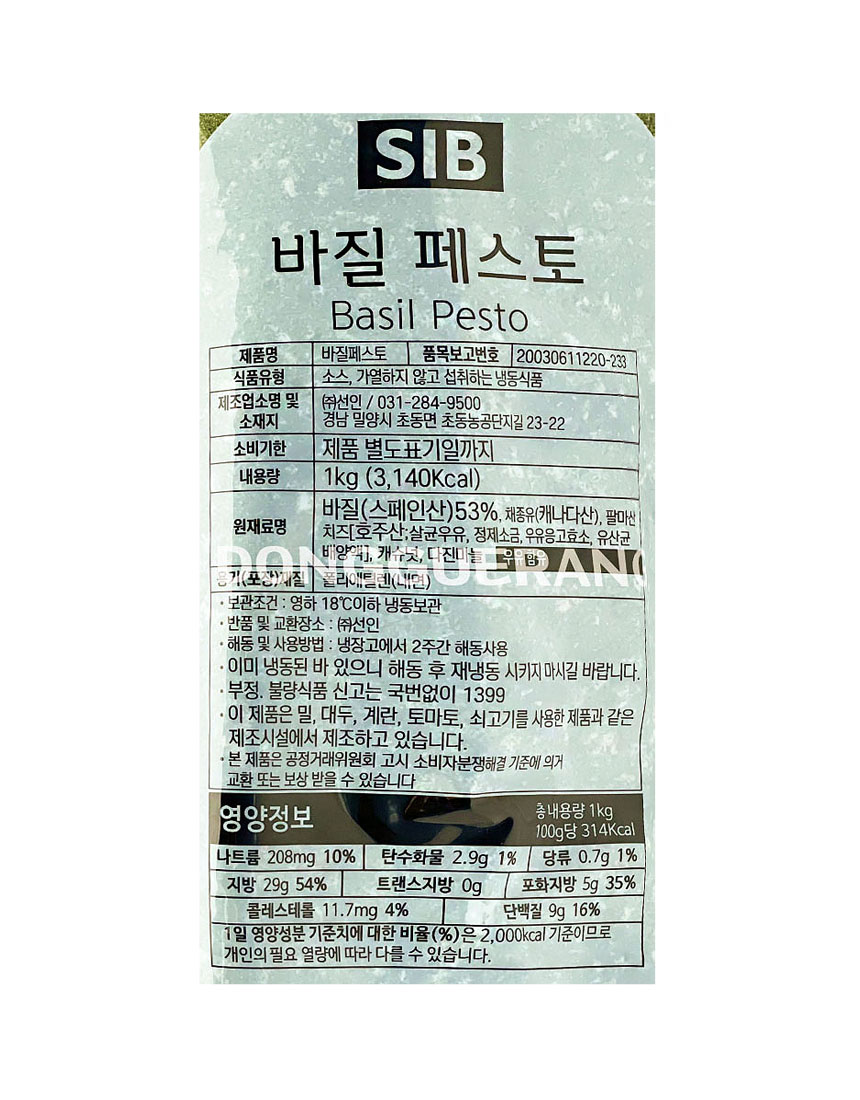 SIB
바질 페스토
Basil Pesto
제품명 바질페스토 품목보고번호 20030611220-233
식품유형 소스, 가열하지 않고 섭취하는 냉동식품
제조업소명 및 소재지 ㈜선인 / 031-284-9500
경남 밀양시 초동면 초동농공단지길 23-22
소비기한 제품 별도표기일까지
내용량 1kg (3,140Kcal)
원재료명 바질(스페인산)53%, 채종유(캐나다산), 팔마산
치즈[호주산;살균우유, 정제소금, 우유응고효소, 유산균
배양액], 캐슈넛, 다진마늘 우유함유
DONGGUERANG
용기(포장)재질 폴리에틸렌(내면)
· 보관조건 : 영하 18℃이하 냉동보관
· 반품 및 교환장소 : ㈜선인
· 해동 및 사용방법 : 냉장고에서 2주간 해동사용
· 이미 냉동된 바 있으니 해동 후 재냉동 시키지 마시길 바랍니다.
· 부정. 불량식품 신고는 국번없이 1399
· 이 제품은 밀, 대두, 계란, 토마토, 쇠고기를 사용한 제품과 같은
제조시설에서 제조하고 있습니다.
· 본 제품은 공정거래위원회 고시 소비자분쟁해결 기준에 의거
교환 또는 보상 받을 수 있습니다
영양정보 총내용량 1kg
100g당 314Kcal
나트륨 208mg 10% 탄수화물 2.9g 1% 당류 0.7g 1%
지방 29g 54% 트랜스지방 0g 포화지방 5g 35%
콜레스테롤 11.7mg 4% 단백질 9g 16%
1일 영양성분 기준치에 대한 비율(%)은 2,000kcal 기준이므로
개인의 필요 열량에 따라 다를 수 있습니다.